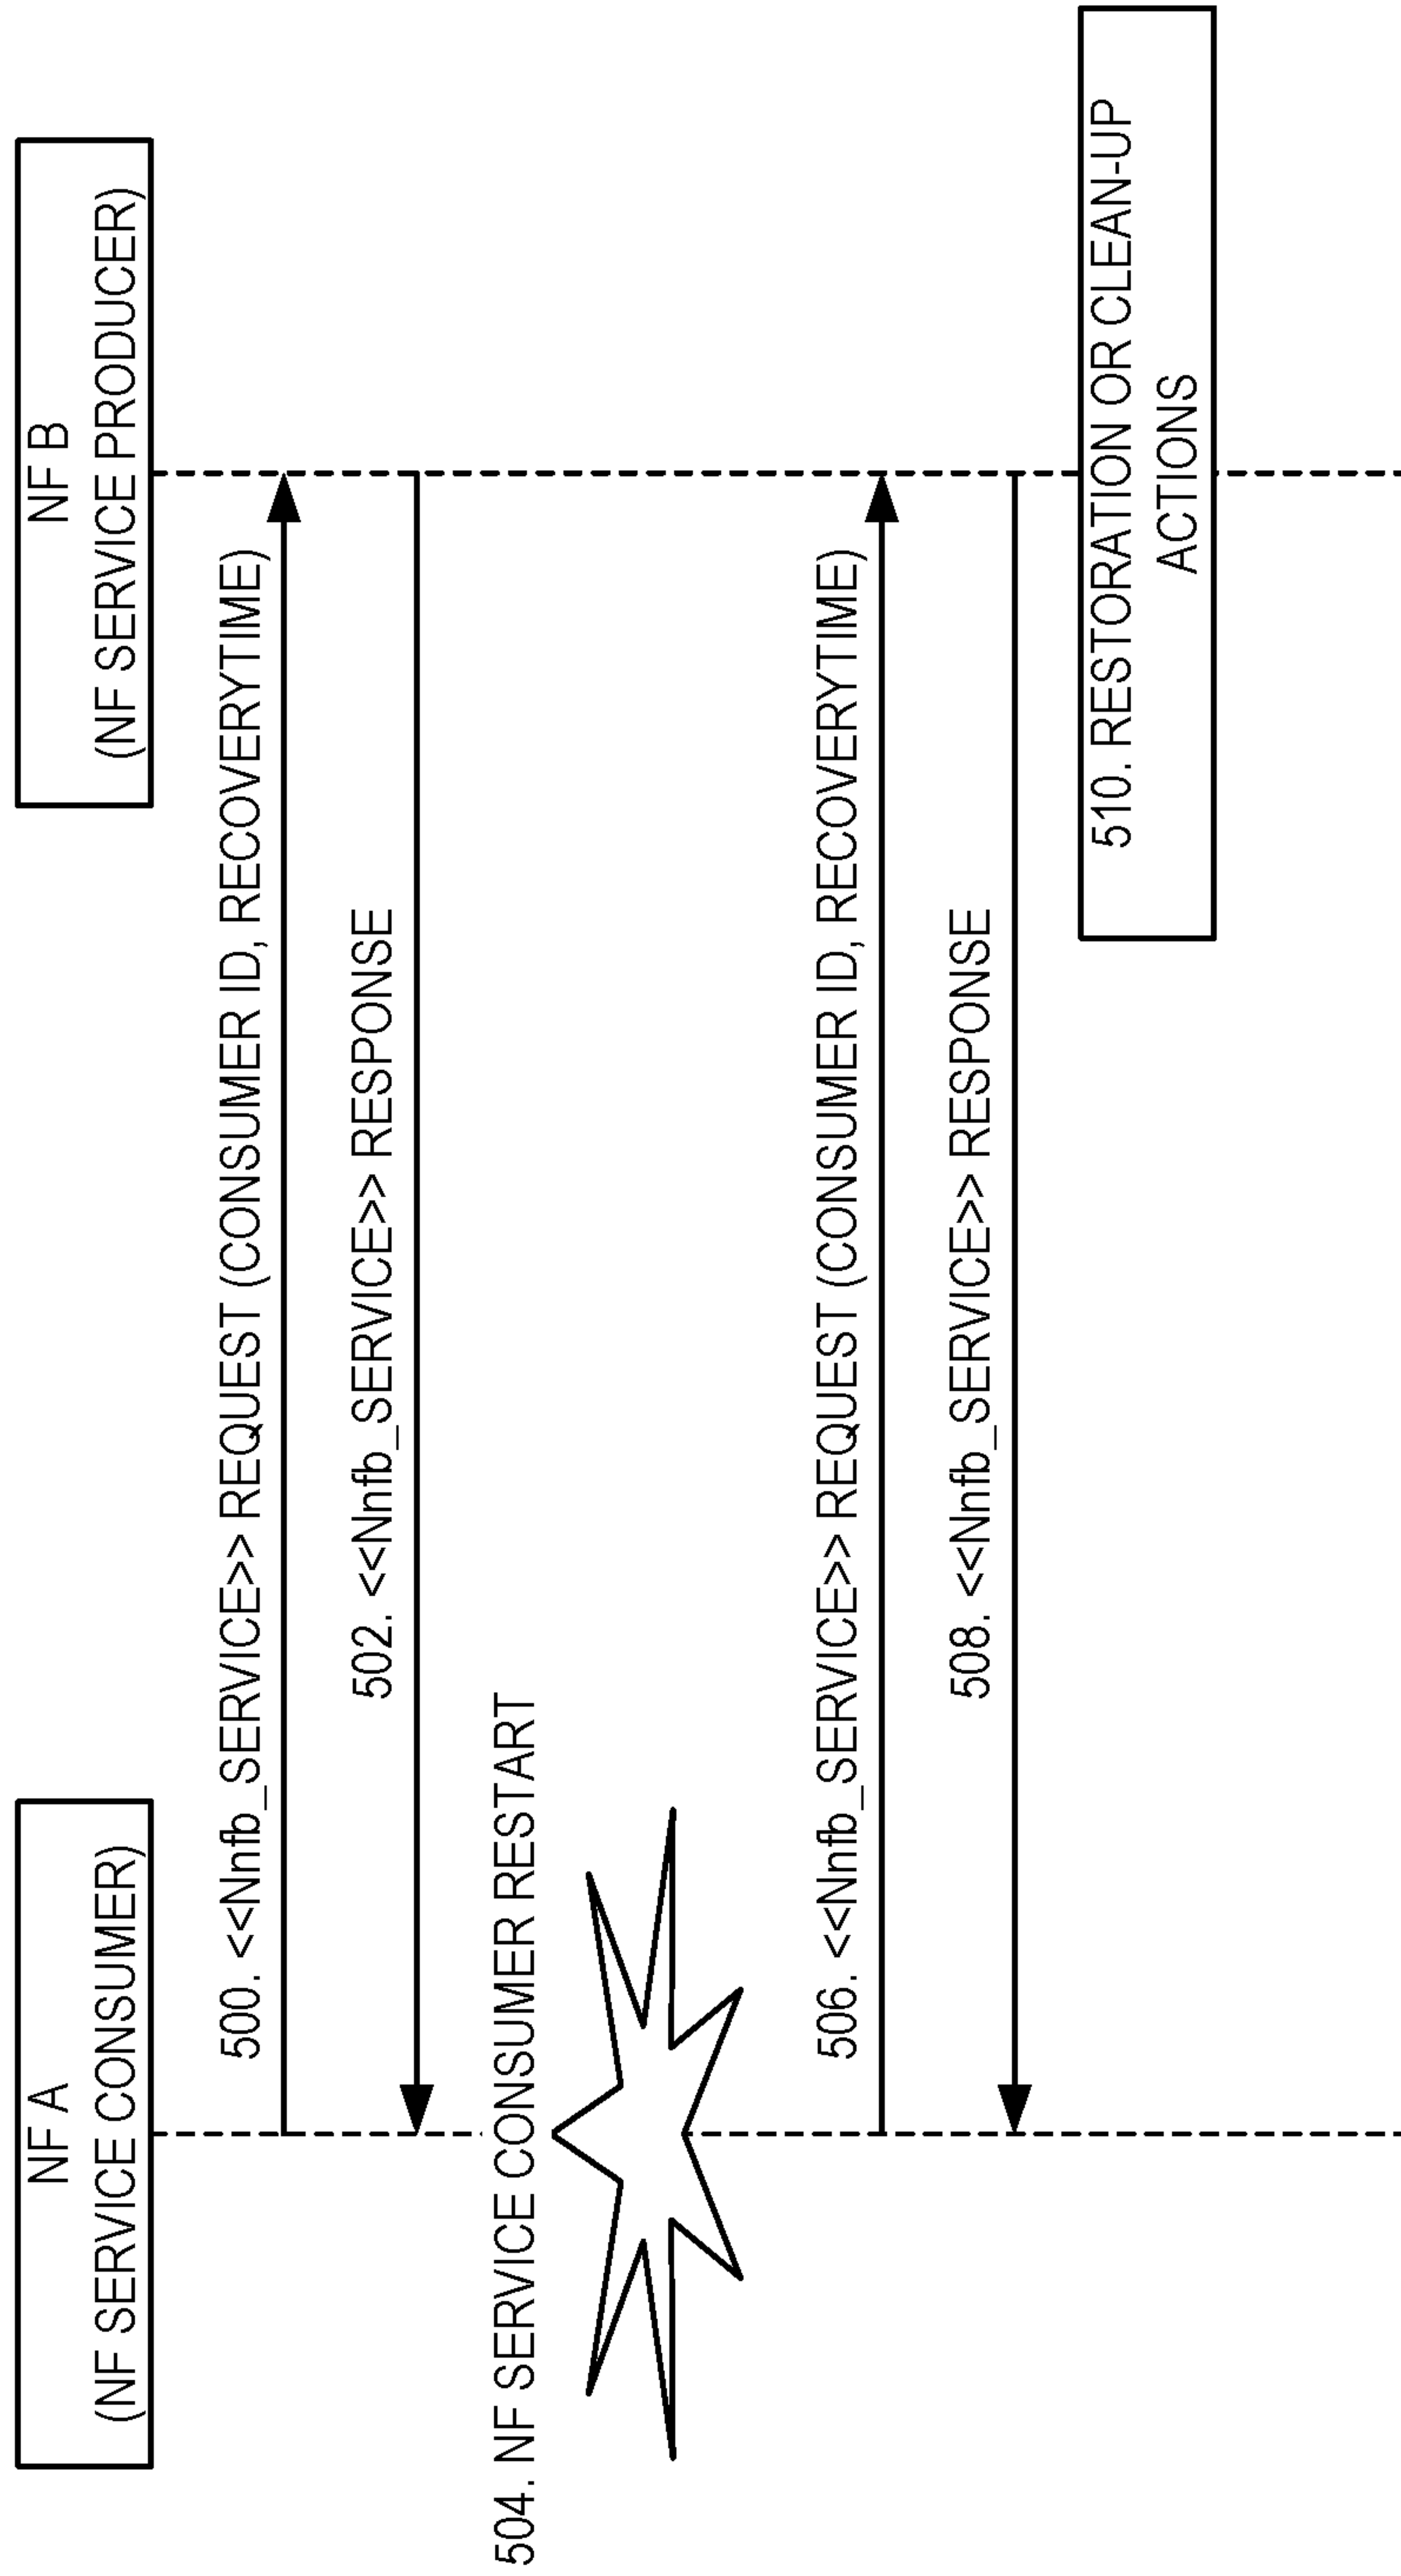 NF A
(NF SERVICE CONSUMER)
NF B
(NF SERVICE PRODUCER)
500. <<Nnfb_SERVICE>> REQUEST (CONSUMER ID, RECOVERYTIME)
502. <<Nnfb_SERVICE>> RESPONSE
504. NF SERVICE CONSUMER RESTART
506. <<Nnfb_SERVICE>> REQUEST (CONSUMER ID, RECOVERYTIME)
508. <<Nnfb_SERVICE>> RESPONSE
510. RESTORATION OR CLEAN-UP
ACTIONS